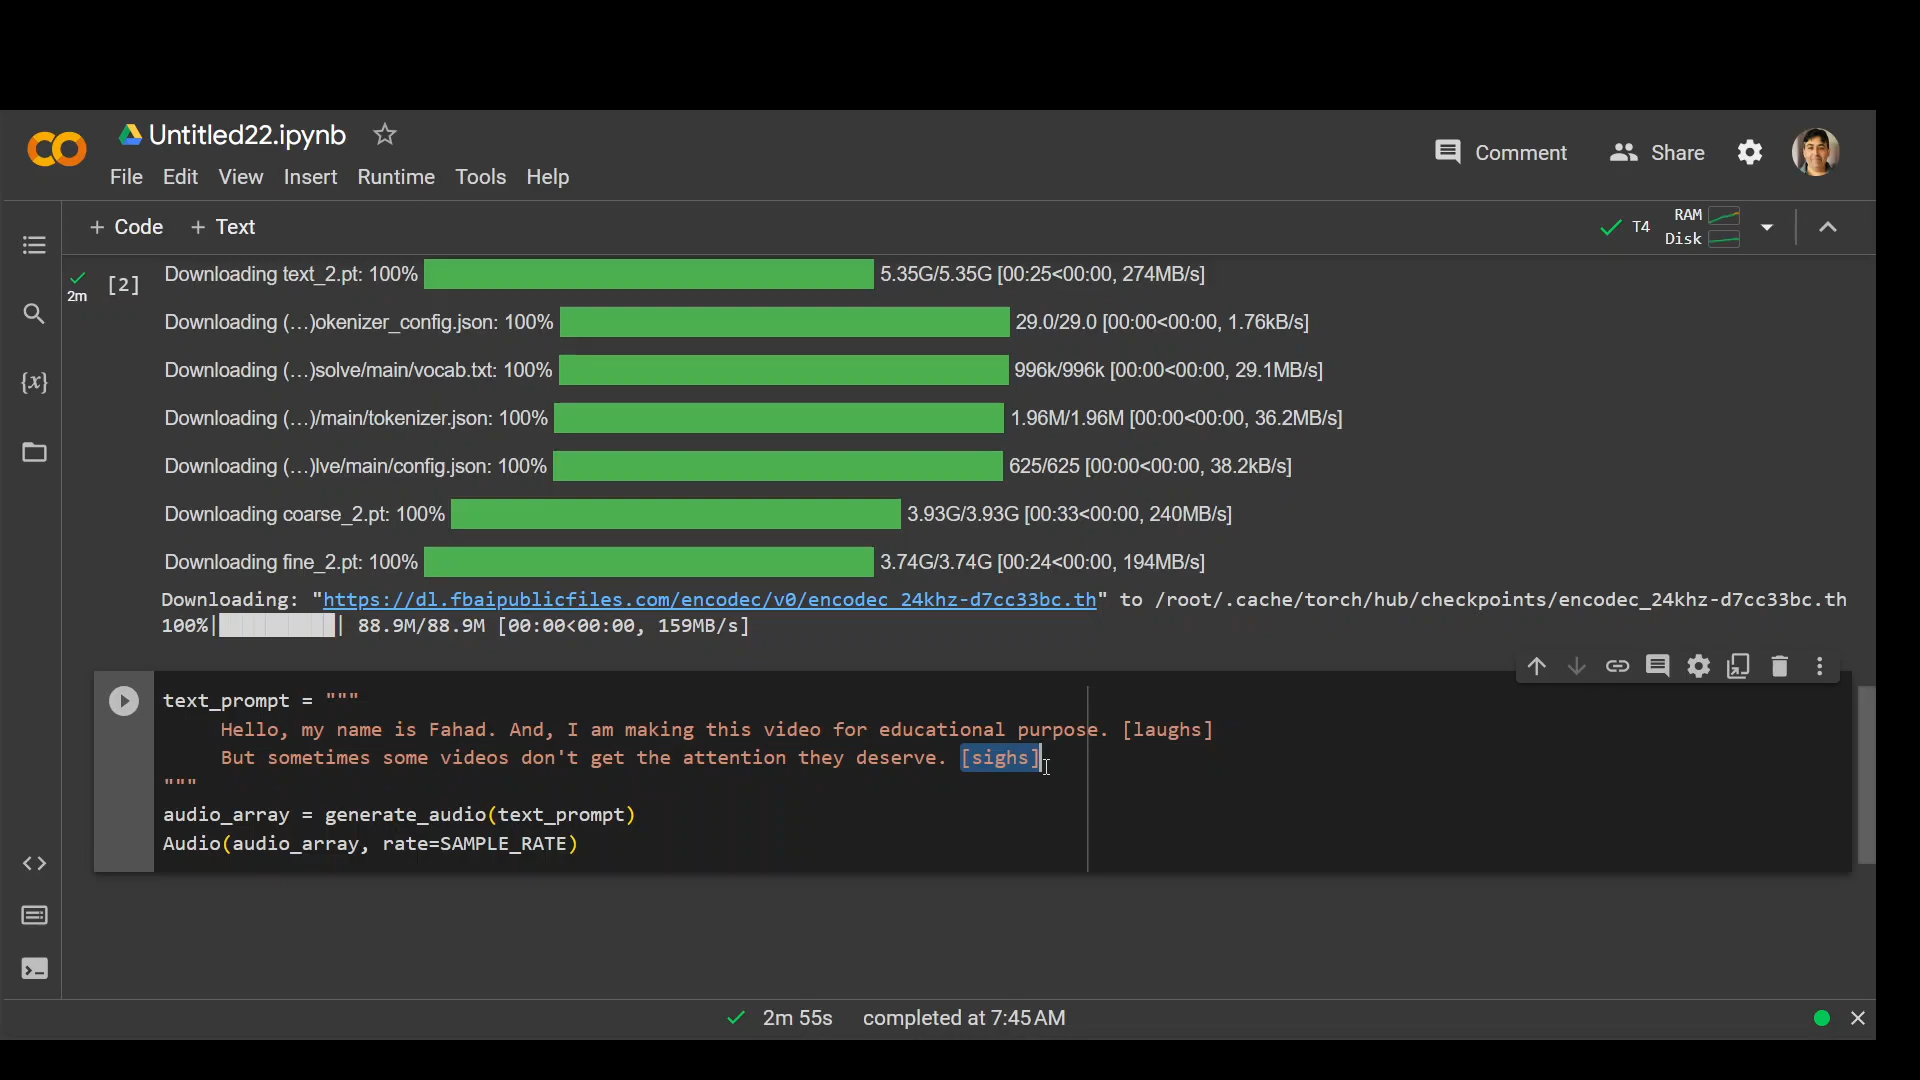 Untitled22.ipynb
File Edit View Insert Runtime Tools Help
Comment Share
+ Code + Text
T4 RAM Disk
2m [2]
Downloading text_2.pt: 100% 5.35G/5.35G [00:25<00:00, 274MB/s]
Downloading (…)okenizer_config.json: 100% 29.0/29.0 [00:00<00:00, 1.76kB/s]
Downloading (…)solve/main/vocab.txt: 100% 996k/996k [00:00<00:00, 29.1MB/s]
Downloading (…)/main/tokenizer.json: 100% 1.96M/1.96M [00:00<00:00, 36.2MB/s]
Downloading (…)lve/main/config.json: 100% 625/625 [00:00<00:00, 38.2kB/s]
Downloading coarse_2.pt: 100% 3.93G/3.93G [00:33<00:00, 240MB/s]
Downloading fine_2.pt: 100% 3.74G/3.74G [00:24<00:00, 194MB/s]
Downloading: "https://dl.fbaipublicfiles.com/encodec/v0/encodec_24khz-d7cc33bc.th" to /root/.cache/torch/hub/checkpoints/encodec_24khz-d7cc33bc.th
100%|██████████| 88.9M/88.9M [00:00<00:00, 159MB/s]
text_prompt = """
Hello, my name is Fahad. And, I am making this video for educational purpose. [laughs]
But sometimes some videos don't get the attention they deserve. [sighs]
"""
audio_array = generate_audio(text_prompt)
Audio(audio_array, rate=SAMPLE_RATE)
2m 55s completed at 7:45 AM